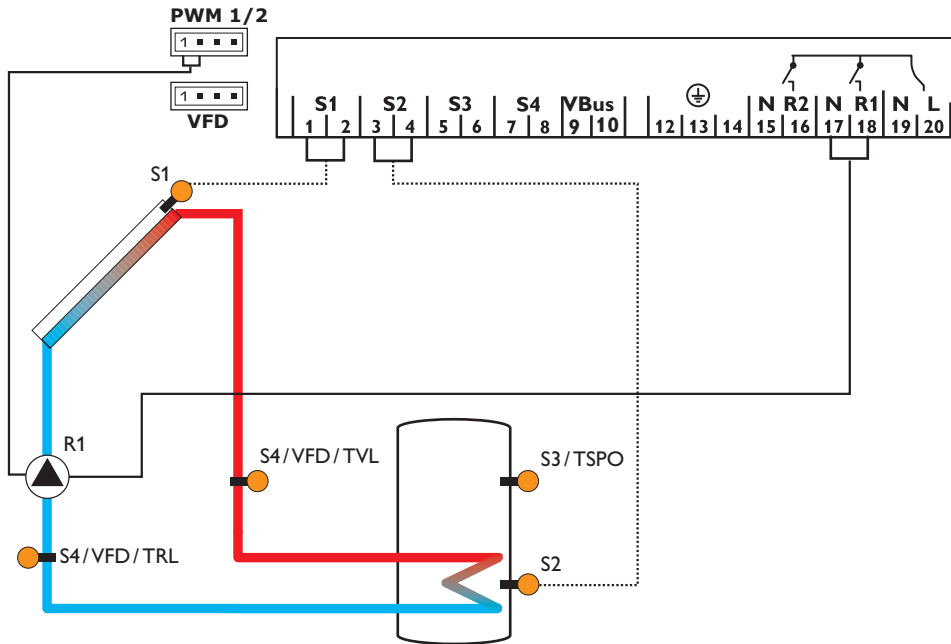 PWM 1/2
1
1
VFD
S1 S2 S3 S4 VBus N R2 N R1 N L
1 2 3 4 5 6 7 8 9 10 12 13 14 15 16 17 18 19 20
S1
R1
S4/VFD/TVL
S3/TSPO
S4/VFD/TRL
S2